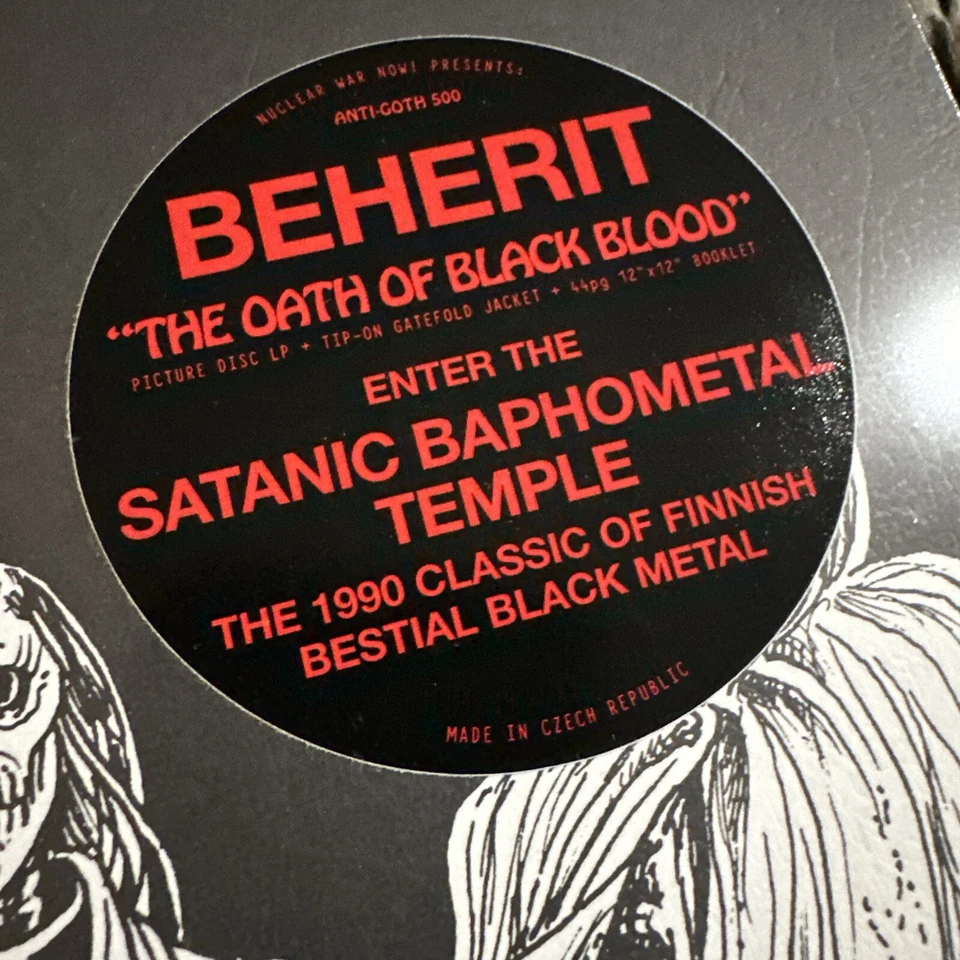 NUCLEAR WAR NOW! PRESENTS:
ANTI-GOTH 500
BEHERIT
“THE OATH OF BLACK BLOOD”
PICTURE DISC LP + TIP-ON GATEFOLD JACKET + 44pg 12"x12" BOOKLET
ENTER THE
SATANIC BAPHOMETAL
TEMPLE
THE 1990 CLASSIC OF FINNISH
BESTIAL BLACK METAL
MADE IN CZECH REPUBLIC